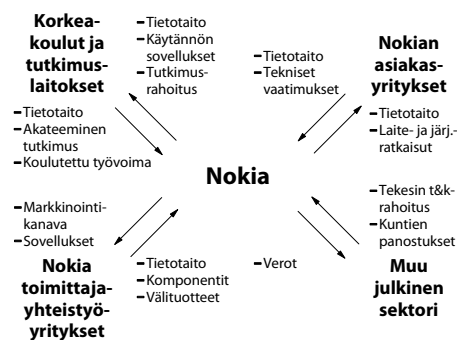 Korkea-
koulut ja
tutkimus-
laitokset
–Tietotaito
–Käytännön
sovellukset
–Tutkimus-
rahoitus
–Tietotaito
–Tekniset
vaatimukset
Nokian
asiakas-
yritykset
–Tietotaito
–Akateeminen
tutkimus
–Koulutettu työvoima
–Tietotaito
–Laite- ja järj.-
ratkaisut
Nokia
–Markkinointi-
kanava
–Sovellukset
–Tekesin t&k-
rahoitus
–Kuntien
panostukset
Nokia
toimittaja-
yhteistyö-
yritykset
–Tietotaito
–Komponentit
–Välituotteet
–Verot
Muu
julkinen
sektori